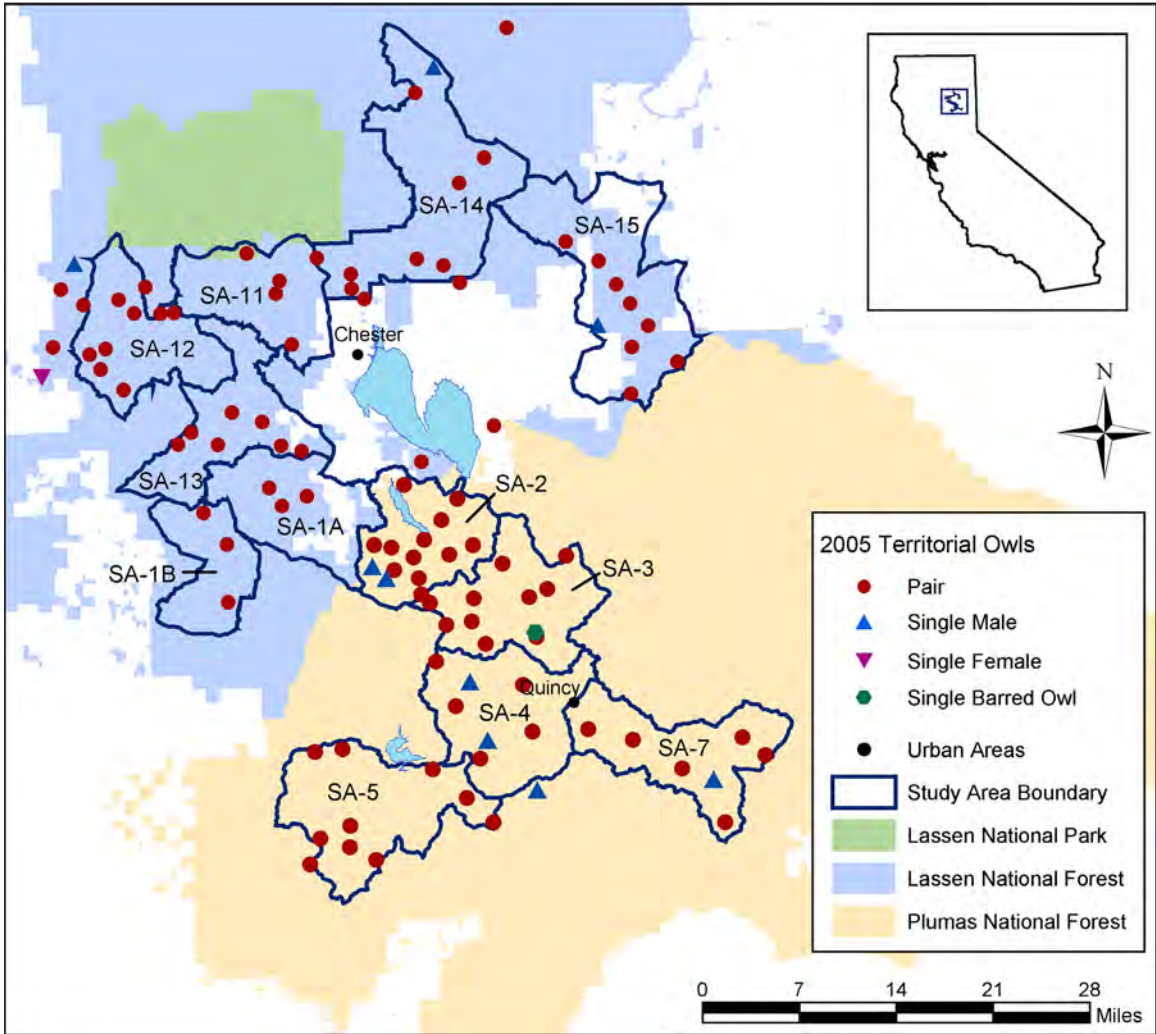 SA-14
SA-15
SA-11
Chester
SA-12
N
SA-13
SA-2
SA-1A
SA-1B
SA-3
Quincy
SA-4
SA-7
SA-5
2005 Territorial Owls
Pair
Single Male
Single Female
Single Barred Owl
Urban Areas
Study Area Boundary
Lassen National Park
Lassen National Forest
Plumas National Forest
0 7 14 21 28
Miles